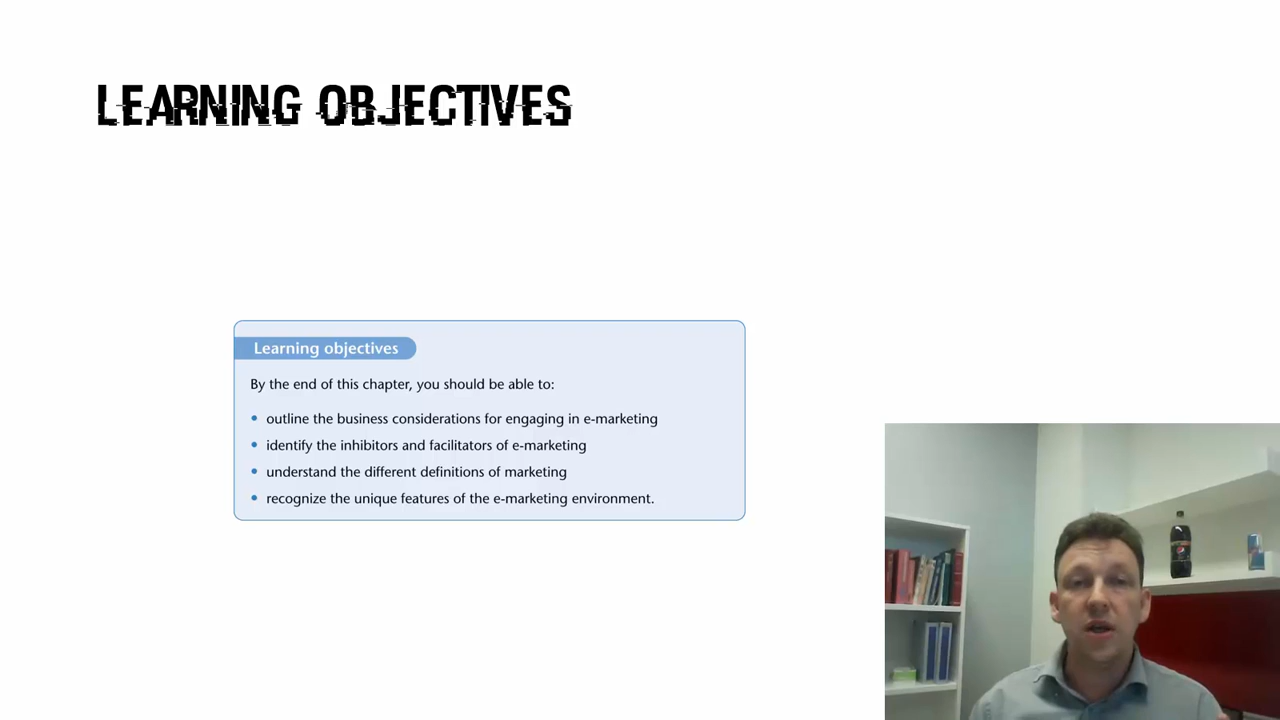 LEARNING OBJECTIVES
Learning objectives
By the end of this chapter, you should be able to:
• outline the business considerations for engaging in e-marketing
• identify the inhibitors and facilitators of e-marketing
• understand the different definitions of marketing
• recognize the unique features of the e-marketing environment.